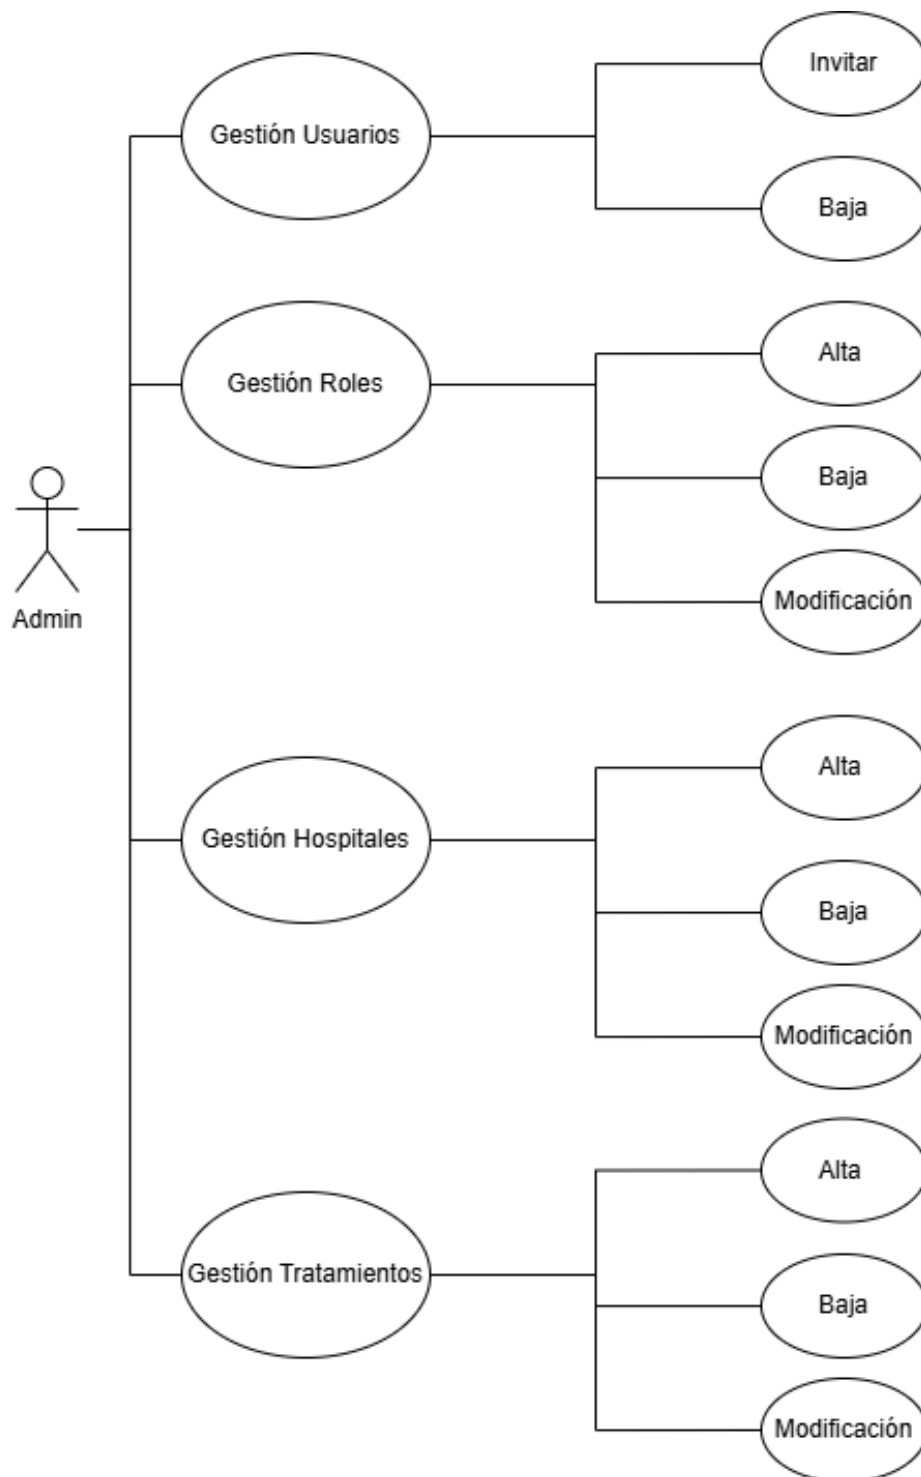 Invitar
Gestión Usuarios
Baja
Alta
Gestión Roles
Baja
Modificación
Admin
Alta
Gestión Hospitales
Baja
Modificación
Alta
Gestión Tratamientos
Baja
Modificación